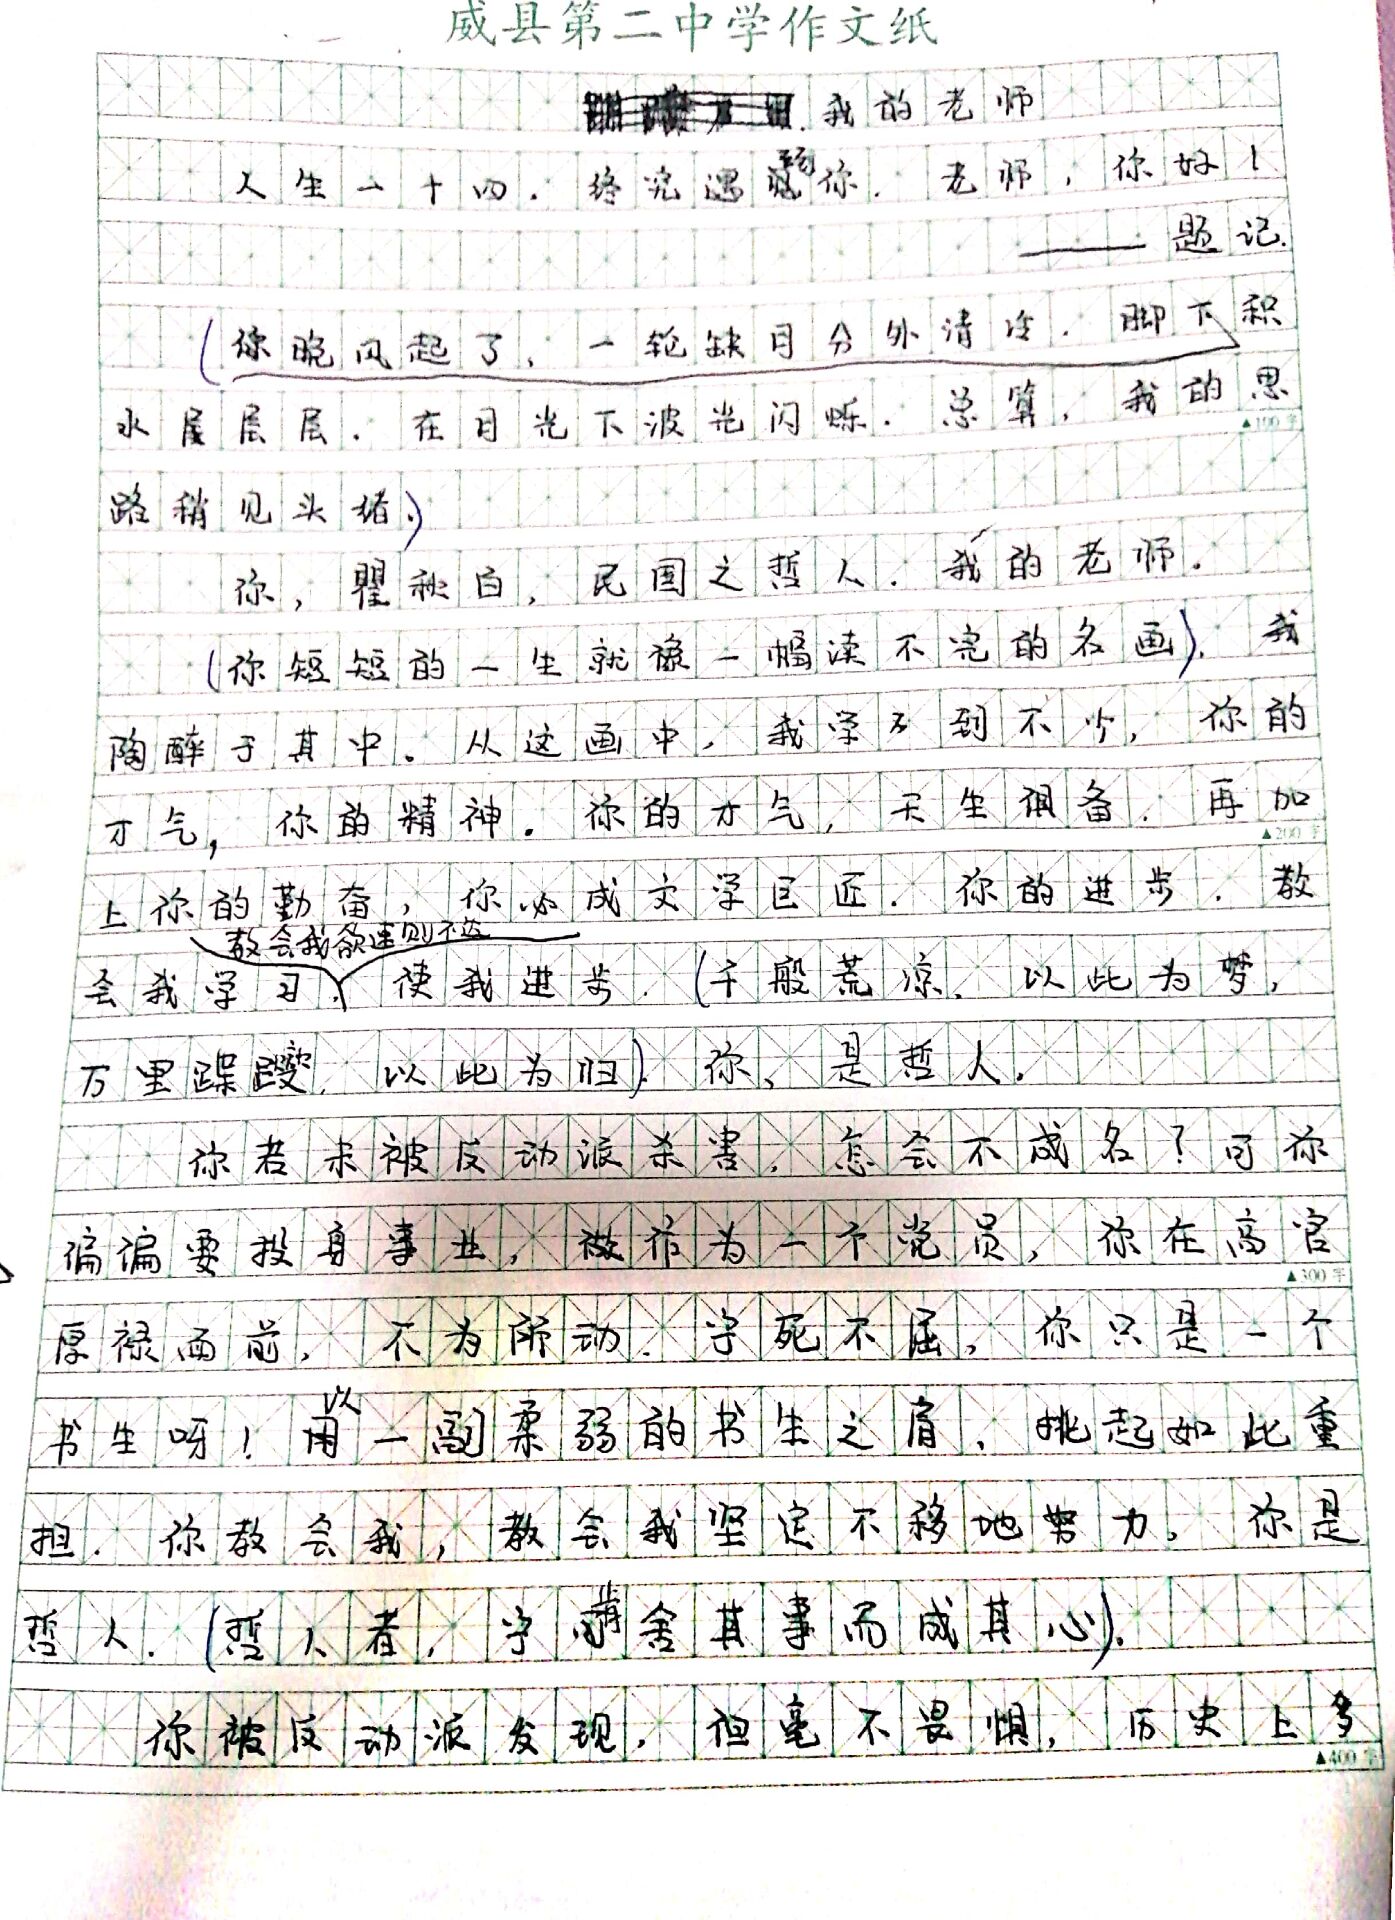 威县第二中学作文纸
我的老师
人生一十四.终究遇到你.老师,你好!
——题记.
(你晚风起了,一轮缺月分外清冷.脚下积
水层层层.在月光下波光闪烁.总算,我的思
▲100字
路稍见头绪.)
你,瞿秋白,民国之哲人.我的老师.
(你短短的一生就像一幅读不完的名画).我
陶醉于其中.从这画中,我学不到不少,你的
才气,你的精神.你的才气,天生俱备.再加
▲200字
上你的勤奋,你必成文学巨匠.你的进步.教
教会我欲速则不达
会我学习,使我进步.(千般荒凉,以此为梦,
万里蹀躞,以此为归).你,是哲人.
你若未被反动派杀害,怎会不成名?可你
偏偏要投身事业,做作为一个党员,你在高官
▲300字
厚禄面前,不为所动.宁死不屈,你只是一个
书生呀!以一副柔弱的书生之肩,挑起如此重
担.你教会我,教会我坚定不移地努力.你是
哲人.(哲人者,宁肯舍其事而成其心).
你被反动派发现,但毫不畏惧,历史上多
▲400字